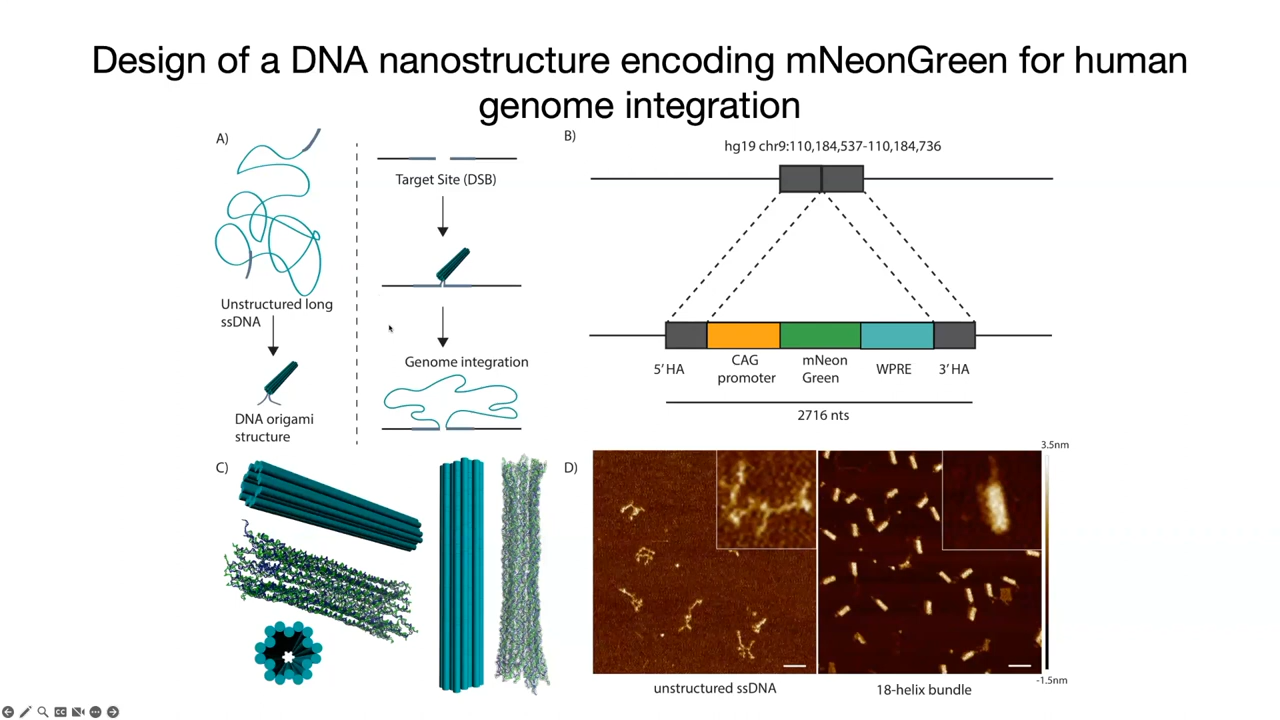 Design of a DNA nanostructure encoding mNeonGreen for human
genome integration
A)
Unstructured long
ssDNA
DNA origami
structure
Target Site (DSB)
Genome integration
B)
hg19 chr9:110,184,537-110,184,736
5' HA
CAG
promoter
mNeon
Green
WPRE
3' HA
2716 nts
C)
D)
3.5nm
-1.5nm
unstructured ssDNA
18-helix bundle